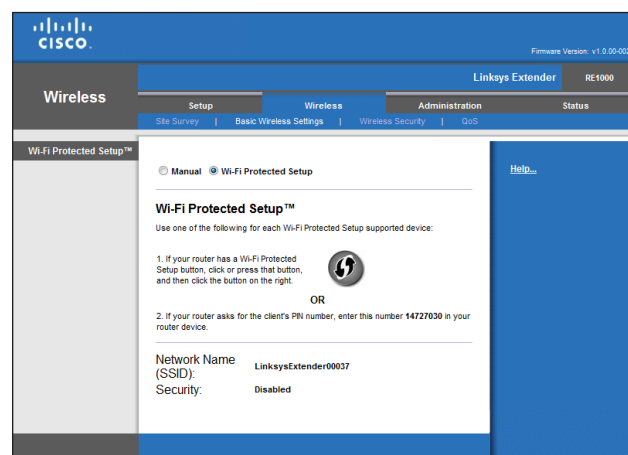 CISCO
Firmware Version: v1.0.00-002
Linksys Extender RE1000
Wireless
Setup Wireless Administration Status
Site Survey | Basic Wireless Settings | Wireless Security | QoS
Wi-Fi Protected Setup™
Manual Wi-Fi Protected Setup
Help...
Wi-Fi Protected Setup™
Use one of the following for each Wi-Fi Protected Setup supported device:
1. If your router has a Wi-Fi Protected
Setup button, click or press that button,
and then click the button on the right.
OR
2. If your router asks for the client's PIN number, enter this number 14727030 in your
router device.
Network Name
(SSID): LinksysExtender00037
Security: Disabled